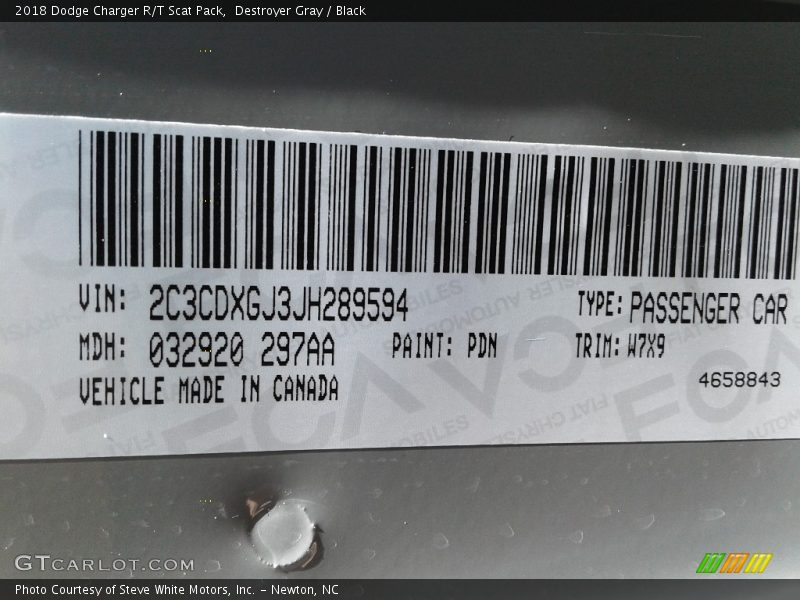 2018 Dodge Charger R/T Scat Pack, Destroyer Gray / Black
VIN: 2C3CDXGJ3JH289594 TYPE: PASSENGER CAR
MDH: 032920 297AA PAINT: PDN TRIM: W7X9
VEHICLE MADE IN CANADA
4658843
GTCARLOT.COM
Photo Courtesy of Steve White Motors, Inc. - Newton, NC